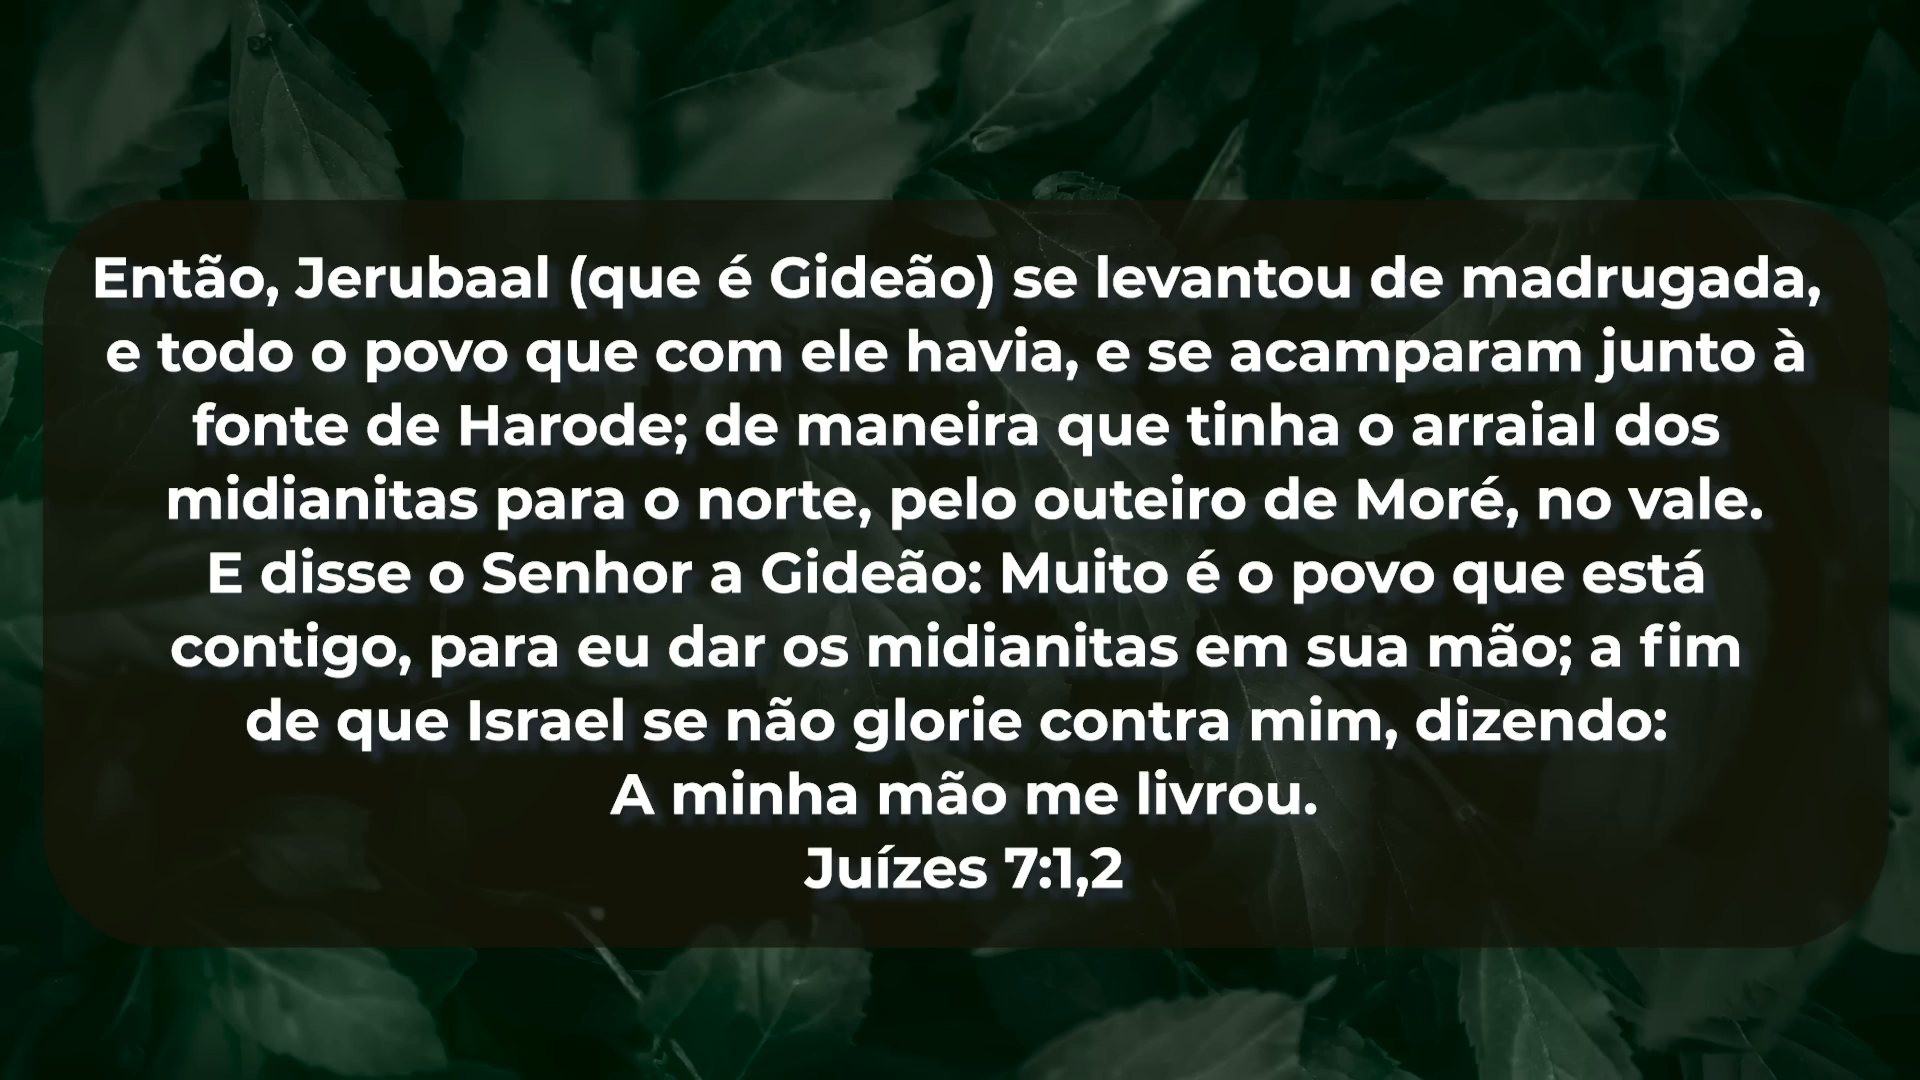 Então, Jerubaal (que é Gideão) se levantou de madrugada,
e todo o povo que com ele havia, e se acamparam junto à
fonte de Harode; de maneira que tinha o arraial dos
midianitas para o norte, pelo outeiro de Moré, no vale.
E disse o Senhor a Gideão: Muito é o povo que está
contigo, para eu dar os midianitas em sua mão; a fim
de que Israel se não glorie contra mim, dizendo:
A minha mão me livrou.
Juízes 7:1,2